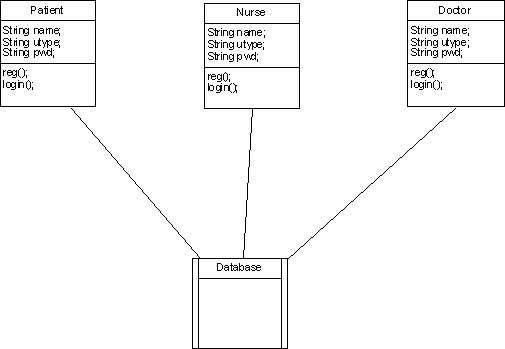 Patient
String name;
String utype;
String pwd;
reg();
login();
Nurse
String name;
String utype;
String pwd;
reg();
login();
Doctor
String name;
String utype;
String pwd;
reg();
login();
Database